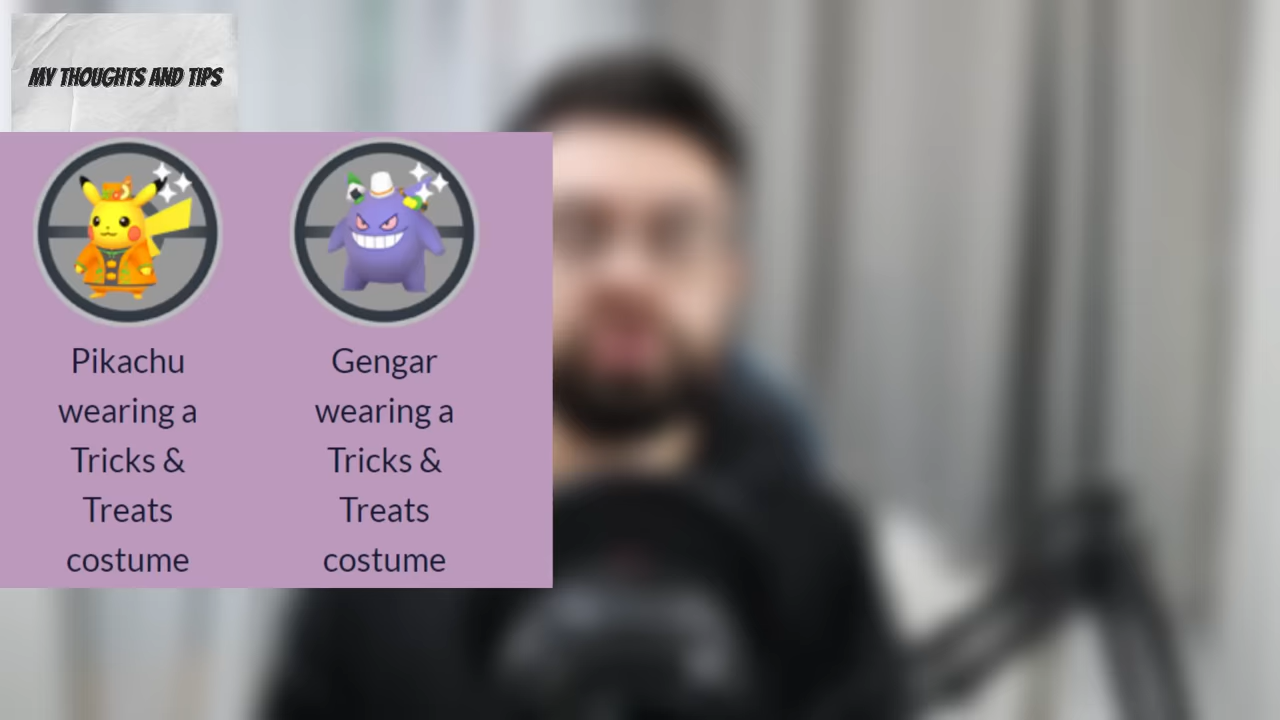 MY THOUGHTS AND TIPS
Pikachu
wearing a
Tricks &
Treats
costume
Gengar
wearing a
Tricks &
Treats
costume